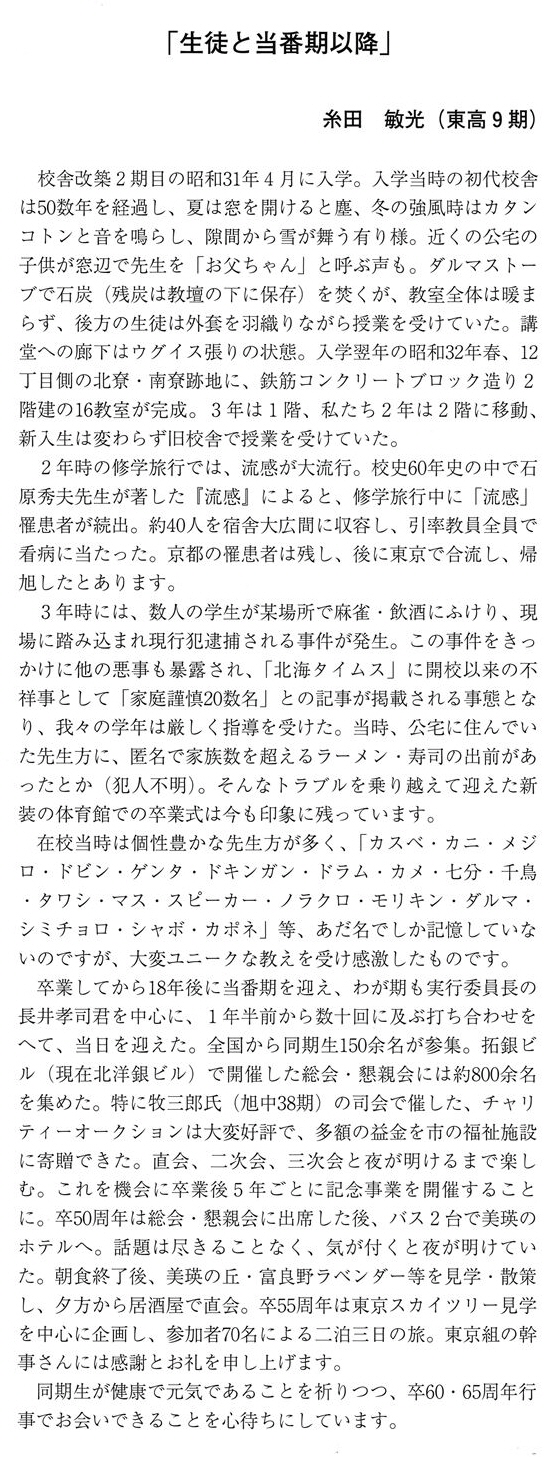 「生徒と当番期以降」
糸田　敏光（東高9期）
校舎改築2期目の昭和31年4月に入学。入学当時の初代校舎
は50数年を経過し、夏は窓を開けると塵、冬の強風時はカタン
コトンと音を鳴らし、隙間から雪が舞う有り様。近くの公宅の
子供が窓辺で先生を「お父ちゃん」と呼ぶ声も。ダルマストー
ブで石炭（残炭は教壇の下に保存）を焚くが、教室全体は暖ま
らず、後方の生徒は外套を羽織りながら授業を受けていた。講
堂への廊下はウグイス張りの状態。入学翌年の昭和32年春、12
丁目側の北寮・南寮跡地に、鉄筋コンクリートブロック造り2
階建の16教室が完成。3年は1階、私たち2年は2階に移動、
新入生は変わらず旧校舎で授業を受けていた。
2年時の修学旅行では、流感が大流行。校史60年史の中で石
原秀夫先生が著した『流感』によると、修学旅行中に「流感」
罹患者が続出。約40人を宿舎大広間に収容し、引率教員全員で
看病に当たった。京都の罹患者は残し、後に東京で合流し、帰
旭したとあります。
3年時には、数人の学生が某場所で麻雀・飲酒にふけり、現
場に踏み込まれ現行犯逮捕される事件が発生。この事件をきっ
かけに他の悪事も暴露され、「北海タイムス」に開校以来の不
祥事として「家庭謹慎20数名」との記事が掲載される事態とな
り、我々の学年は厳しく指導を受けた。当時、公宅に住んでい
た先生方に、匿名で家族数を超えるラーメン・寿司の出前があ
ったとか（犯人不明）。そんなトラブルを乗り越えて迎えた新
装の体育館での卒業式は今も印象に残っています。
在校当時は個性豊かな先生方が多く、「カスベ・カニ・メジ
ロ・ドビン・ゲンタ・ドキンガン・ドラム・カメ・七分・千鳥
・タワシ・マス・スピーカー・ノラクロ・モリキン・ダルマ・
シミチョロ・シャボ・カポネ」等、あだ名でしか記憶していな
いのですが、大変ユニークな教えを受け感激したものです。
卒業してから18年後に当番期を迎え、わが期も実行委員長の
長井孝司君を中心に、1年半前から数十回に及ぶ打ち合わせを
へて、当日を迎えた。全国から同期生150余名が参集。拓銀ビ
ル（現在北洋銀ビル）で開催した総会・懇親会には約800余名
を集めた。特に牧三郎氏（旭中38期）の司会で催した、チャリ
ティーオークションは大変好評で、多額の益金を市の福祉施設
に寄贈できた。直会、二次会、三次会と夜が明けるまで楽し
む。これを機会に卒業後5年ごとに記念事業を開催すること
に。卒50周年は総会・懇親会に出席した後、バス2台で美瑛の
ホテルへ。話題は尽きることなく、気が付くと夜が明けてい
た。朝食終了後、美瑛の丘・富良野ラベンダー等を見学・散策
し、夕方から居酒屋で直会。卒55周年は東京スカイツリー見学
を中心に企画し、参加者70名による二泊三日の旅。東京組の幹
事さんには感謝とお礼を申し上げます。
同期生が健康で元気であることを祈りつつ、卒60・65周年行
事でお会いできることを心待ちにしています。